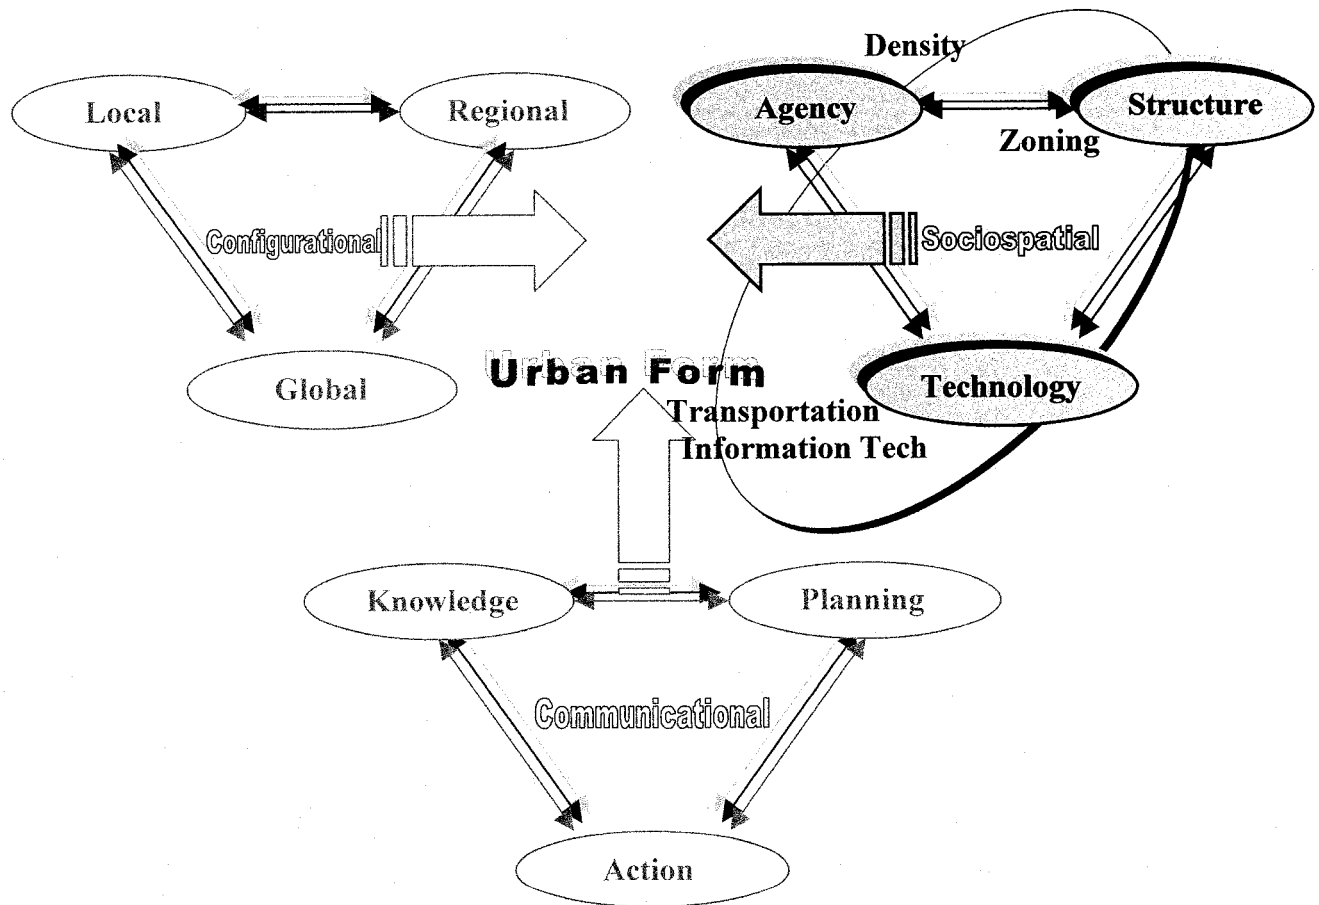 Density
Local
Regional
Agency
Structure
Zoning
Configurational
Sociospatial
Global
Urban Form
Technology
Transportation
Information Tech
Knowledge
Planning
Communicational
Action